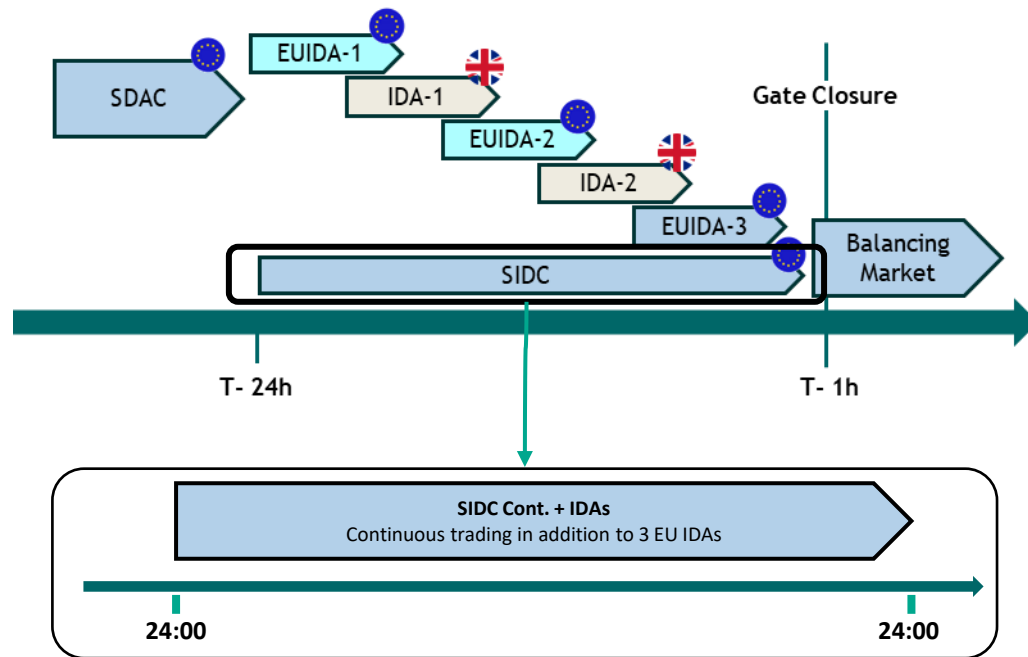 EUIDA-1
SDAC
IDA-1
Gate Closure
EUIDA-2
IDA-2
EUIDA-3
Balancing
Market
SIDC
T- 24h
T- 1h
SIDC Cont. + IDAs
Continuous trading in addition to 3 EU IDAs
24:00
24:00